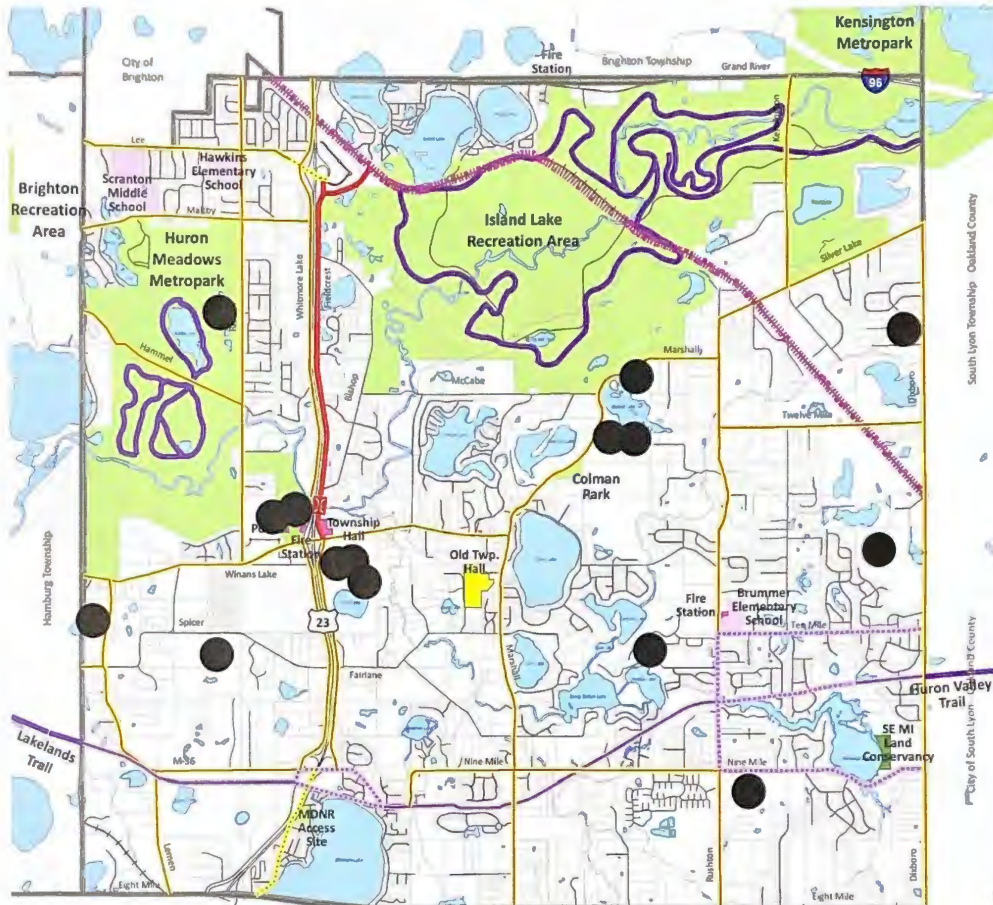 Kensington
Metropark
City of
Brighton
Fire
Station
Brighton Township
Grand River
96
Lee
Hawkins
Elementary
School
Scranton
Middle
School
Maltby
Brighton
Recreation
Area
Huron
Meadows
Metropark
Island Lake
Recreation Area
Silver Lake
Kensington
South Lyon Township
Oakland County
Whitmore Lake
Fieldcrest
Hammel
Bishop
McCabe
Marshall
Dixboro
Twelve Mile
Colman
Park
Township
Hall
Fire
Station
Old Twp.
Hall
Hamburg Township
Winans Lake
23
Fire
Station
Brummer
Elementary
School
Ten Mile
Spicer
Fairlane
Marshall
Huron Valley
Trail
Lakelands
Trail
M-36
Nine Mile
Nine Mile
SE MI
Land
Conservancy
City of South Lyon
Oakland County
MDNR
Access
Site
Lemen
Rushton
Dixboro
Eight Mile
Eight Mile